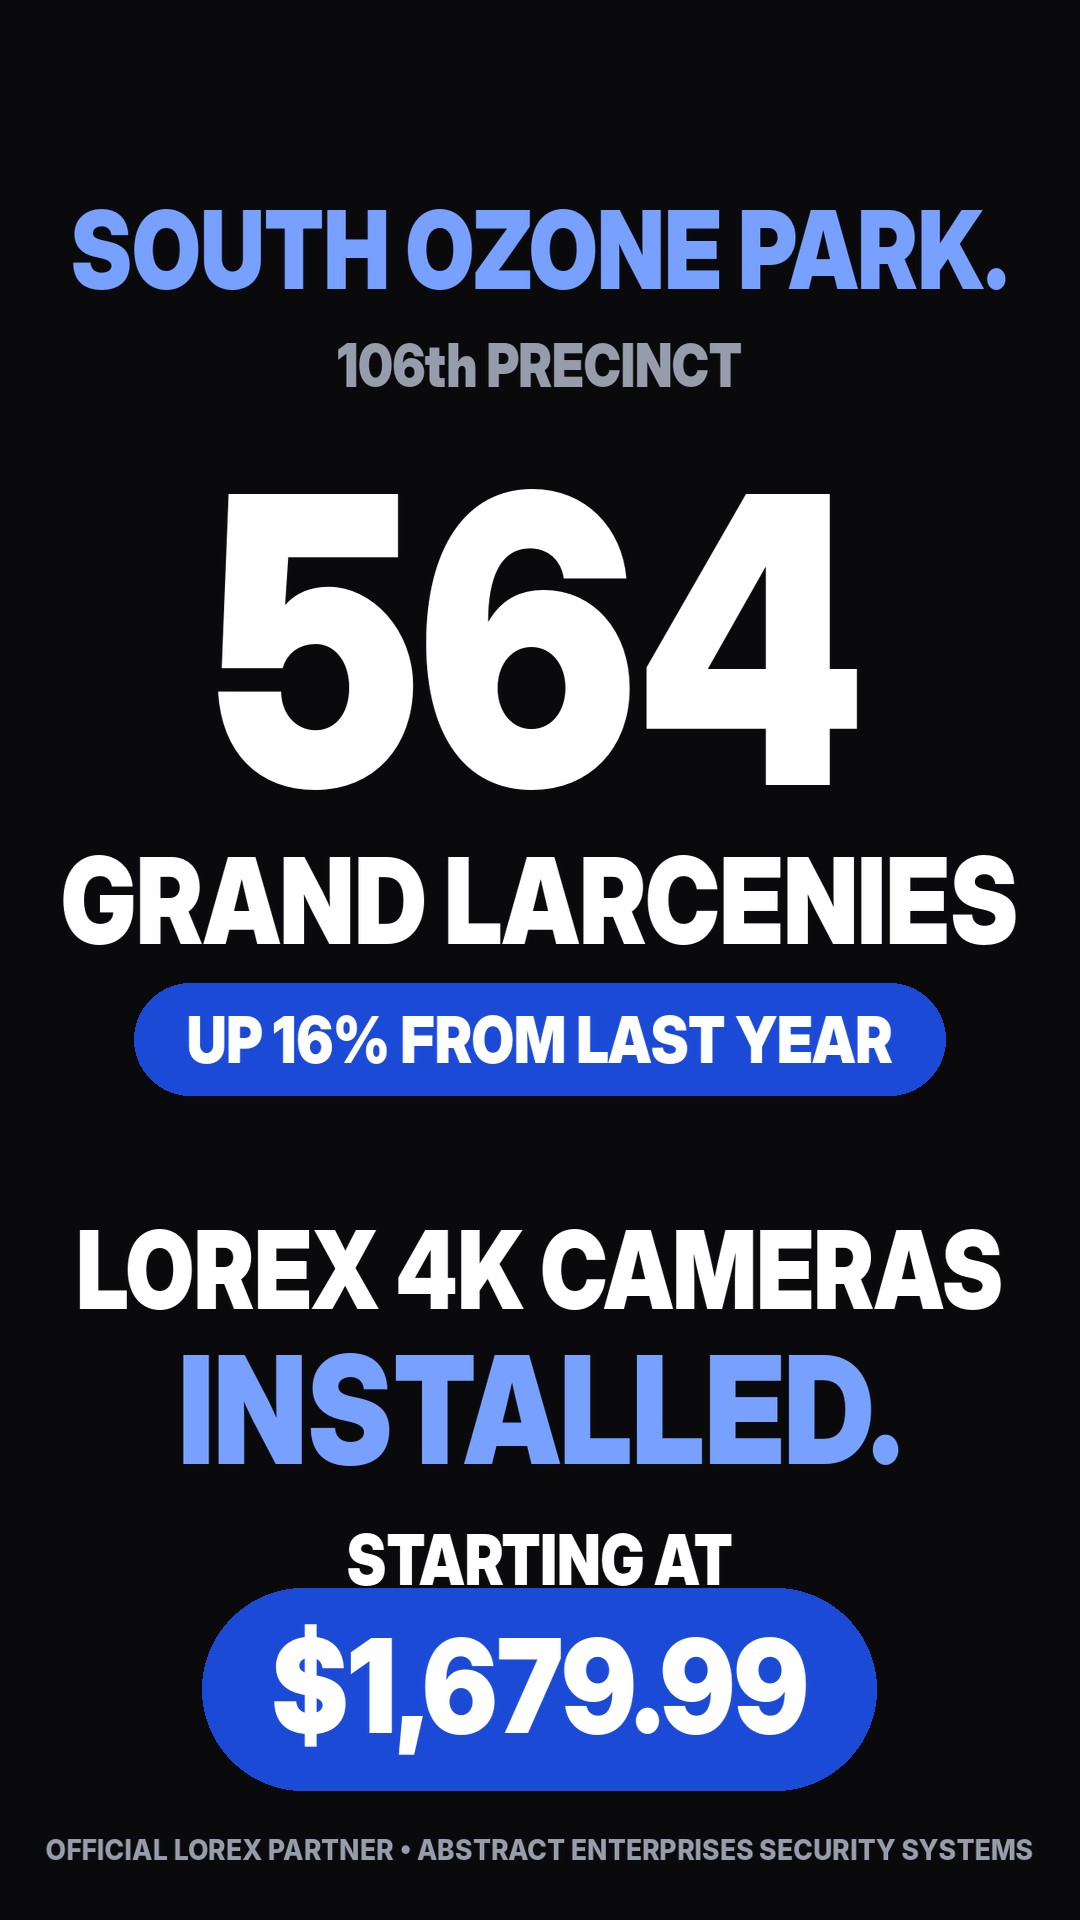 SOUTH OZONE PARK.
106th PRECINCT
564
GRAND LARCENIES
UP 16% FROM LAST YEAR
LOREX 4K CAMERAS
INSTALLED.
STARTING AT
$1,679.99
OFFICIAL LOREX PARTNER • ABSTRACT ENTERPRISES SECURITY SYSTEMS